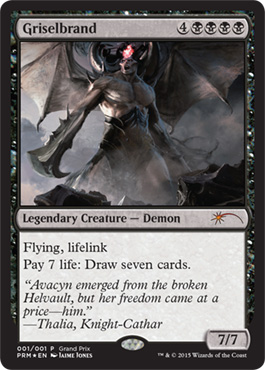 Griselbrand 4
Legendary Creature — Demon
Flying, lifelink
Pay 7 life: Draw seven cards.
“Avacyn emerged from the broken
Helvault, but her freedom came at a
price—him.”
—Thalia, Knight-Cathar
7/7
001/001 P Grand Prix
PRM★EN Jaime Jones
™ & © 2015 Wizards of the Coast